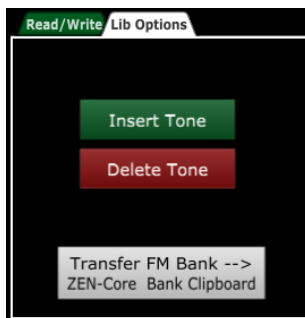 Read/Write Lib Options
Insert Tone
Delete Tone
Transfer FM Bank -->
ZEN-Core Bank Clipboard